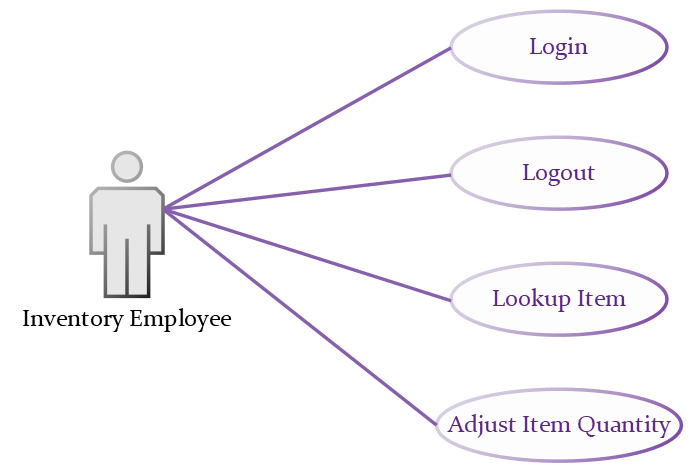 Login
Logout
Lookup Item
Inventory Employee
Adjust Item Quantity